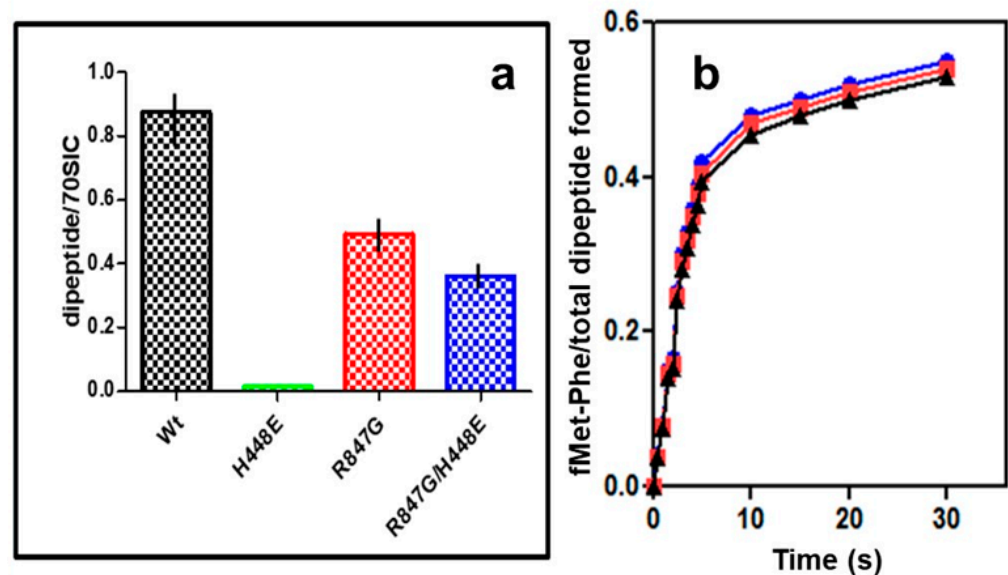 a
dipeptide/70SIC
1.0
0.8
0.6
0.4
0.2
0.0
Wt
H448E
R847G
R847G/H448E
b
fMet-Phe/total dipeptide formed
0.6
0.4
0.2
0.0
0
10
20
30
Time (s)